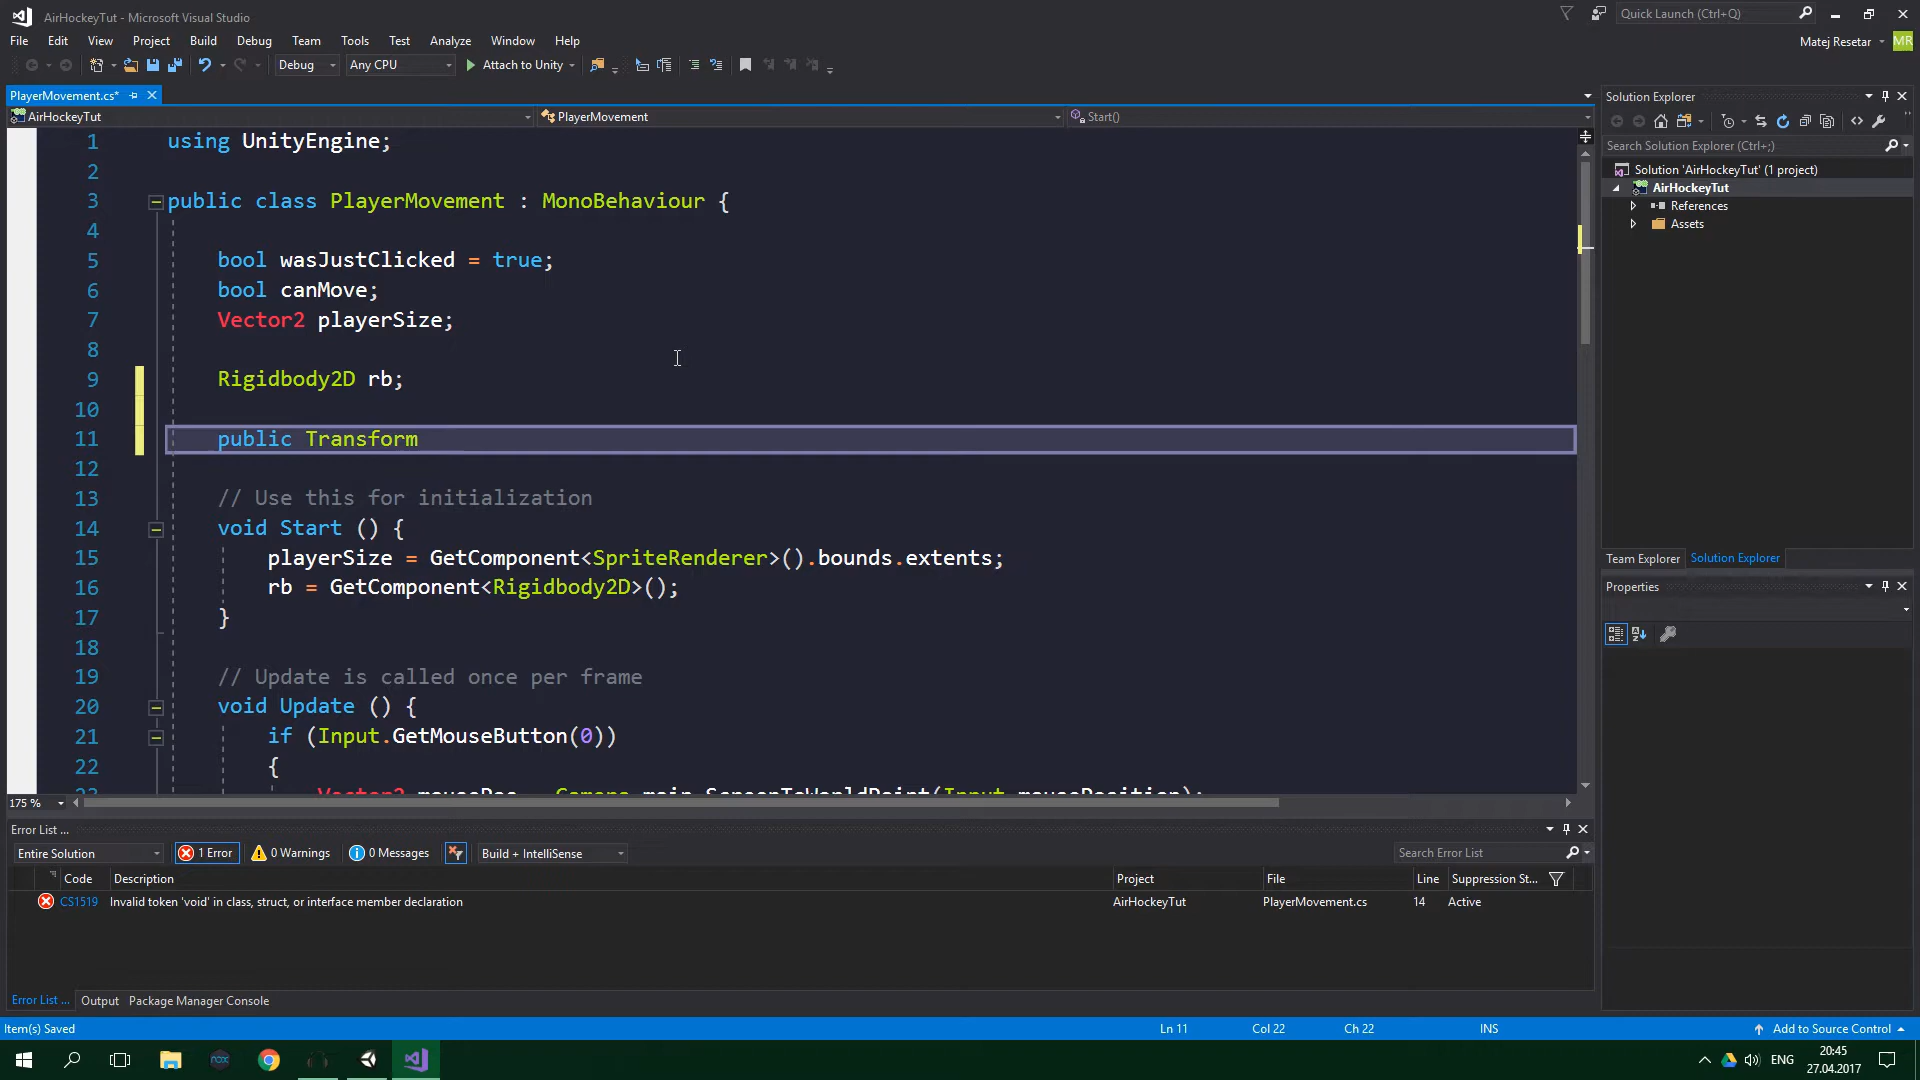 AirHockeyTut - Microsoft Visual Studio
Quick Launch (Ctrl+Q)
File Edit View Project Build Debug Team Tools Test Analyze Window Help
Matej Resetar MR
Debug Any CPU Attach to Unity
PlayerMovement.cs*
AirHockeyTut PlayerMovement Start()
1 using UnityEngine;
2
3 public class PlayerMovement : MonoBehaviour {
4
5 bool wasJustClicked = true;
6 bool canMove;
7 Vector2 playerSize;
8
9 Rigidbody2D rb;
10
11 public Transform
12
13 // Use this for initialization
14 void Start () {
15 playerSize = GetComponent<SpriteRenderer>().bounds.extents;
16 rb = GetComponent<Rigidbody2D>();
17 }
18
19 // Update is called once per frame
20 void Update () {
21 if (Input.GetMouseButton(0))
22 {
23 Vector2 mousePos = Camera.main.ScreenToWorldPoint(Input.mousePosition);
175 %
Solution Explorer
Search Solution Explorer (Ctrl+;)
Solution 'AirHockeyTut' (1 project)
AirHockeyTut
References
Assets
Team Explorer Solution Explorer
Properties
Error List ...
Entire Solution 1 Error 0 Warnings 0 Messages Build + IntelliSense Search Error List
Code Description Project File Line Suppression St...
CS1519 Invalid token 'void' in class, struct, or interface member declaration AirHockeyTut PlayerMovement.cs 14 Active
Error List ... Output Package Manager Console
Item(s) Saved Ln 11 Col 22 Ch 22 INS Add to Source Control
nox ENG 20:45
27.04.2017